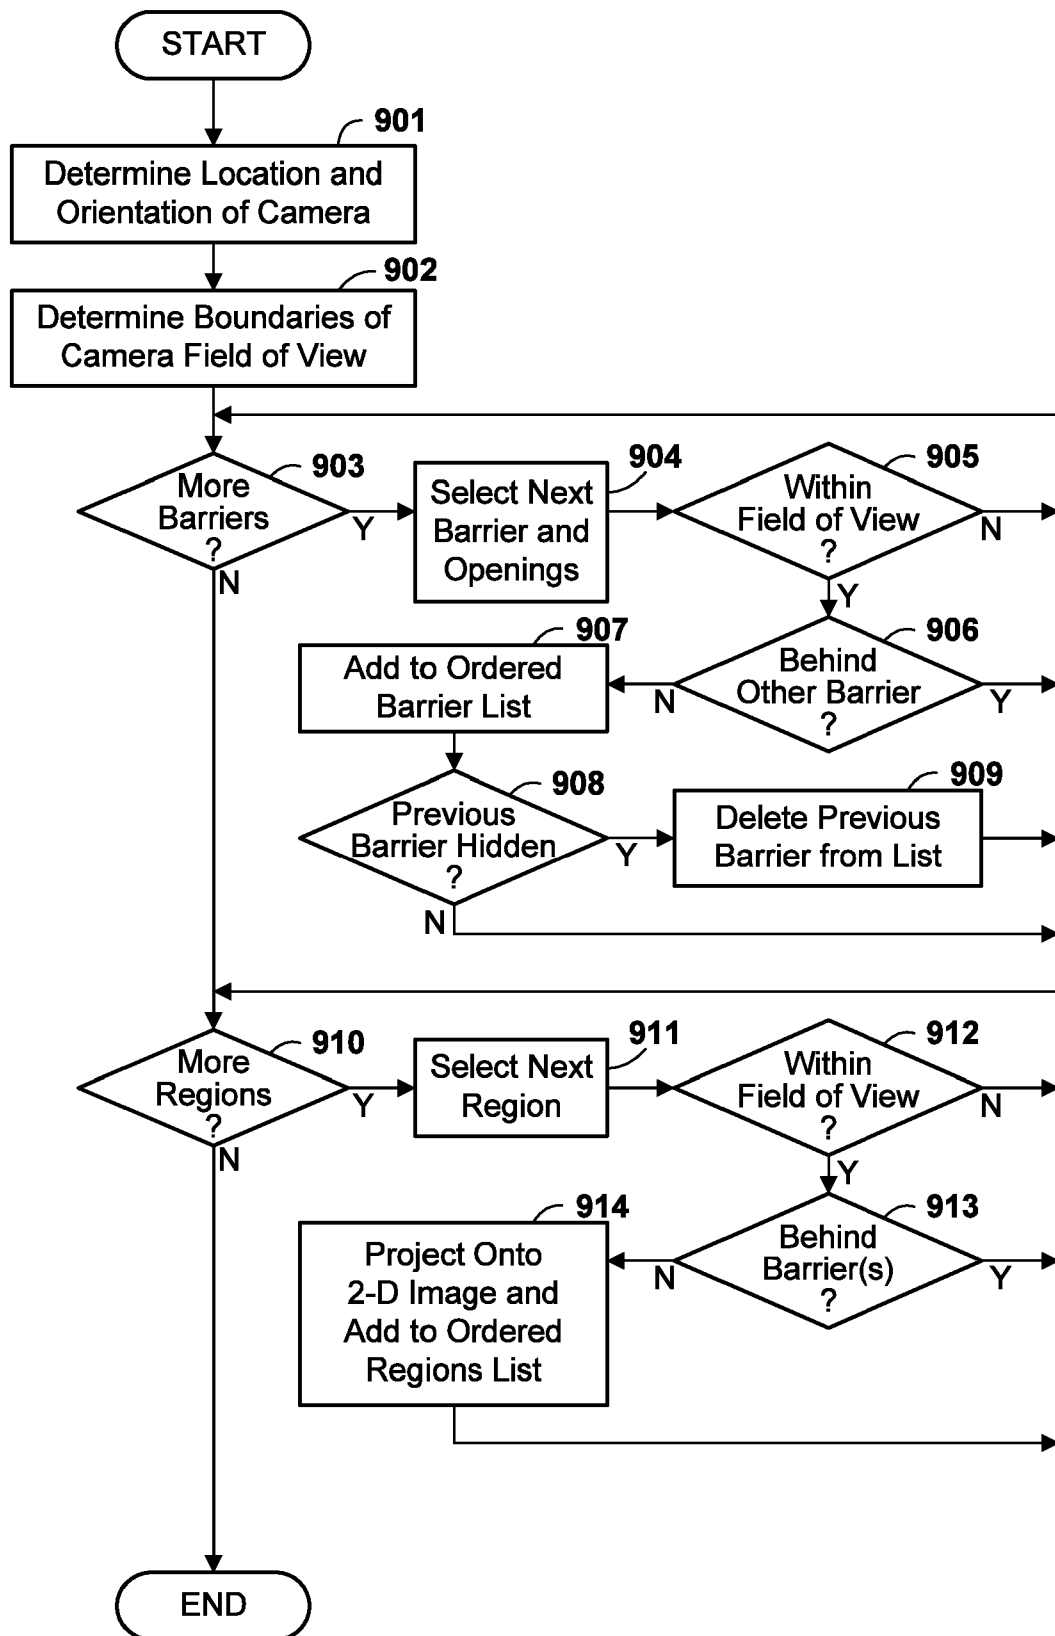 START
901
Determine Location and
Orientation of Camera
902
Determine Boundaries of
Camera Field of View
903
More
Barriers
?
Y
N
904
Select Next
Barrier and
Openings
905
Within
Field of View
?
N
Y
906
Behind
Other Barrier
?
N
Y
907
Add to Ordered
Barrier List
908
Previous
Barrier Hidden
?
Y
N
909
Delete Previous
Barrier from List
910
More
Regions
?
Y
N
911
Select Next
Region
912
Within
Field of View
?
N
Y
913
Behind
Barrier(s)
?
N
Y
914
Project Onto
2-D Image and
Add to Ordered
Regions List
END